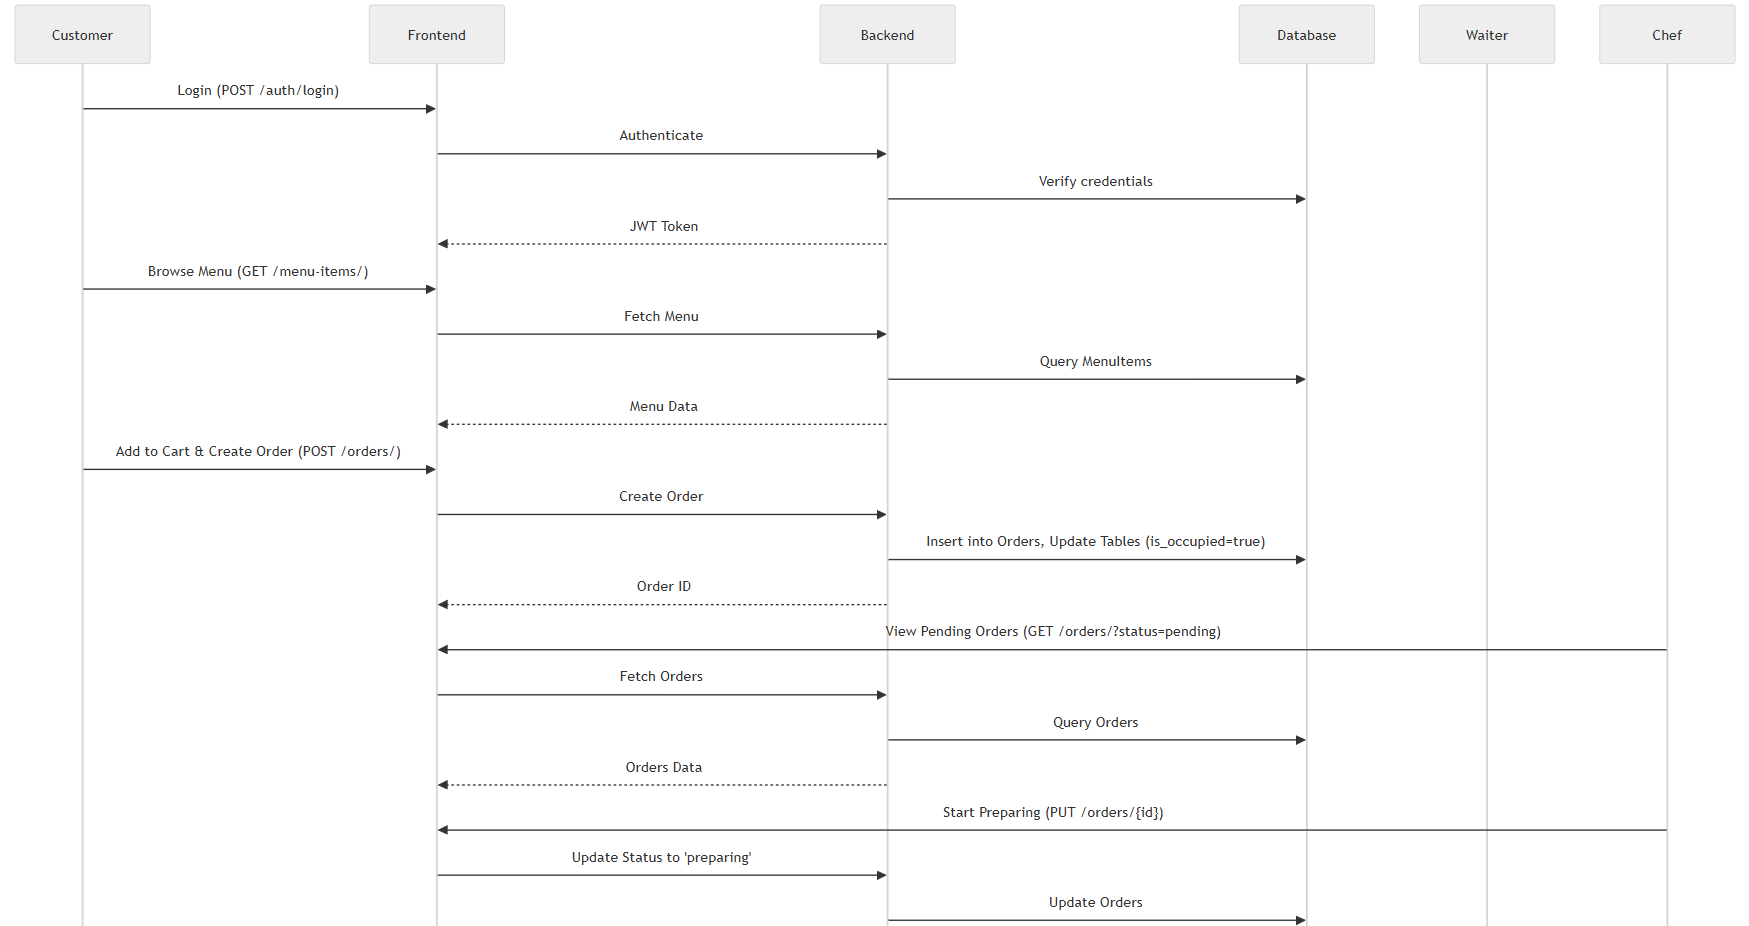 Customer
Frontend
Backend
Database
Waiter
Chef
Login (POST /auth/login)
Authenticate
Verify credentials
JWT Token
Browse Menu (GET /menu-items/)
Fetch Menu
Query MenuItems
Menu Data
Add to Cart & Create Order (POST /orders/)
Create Order
Insert into Orders, Update Tables (is_occupied=true)
Order ID
View Pending Orders (GET /orders/?status=pending)
Fetch Orders
Query Orders
Orders Data
Start Preparing (PUT /orders/{id})
Update Status to 'preparing'
Update Orders